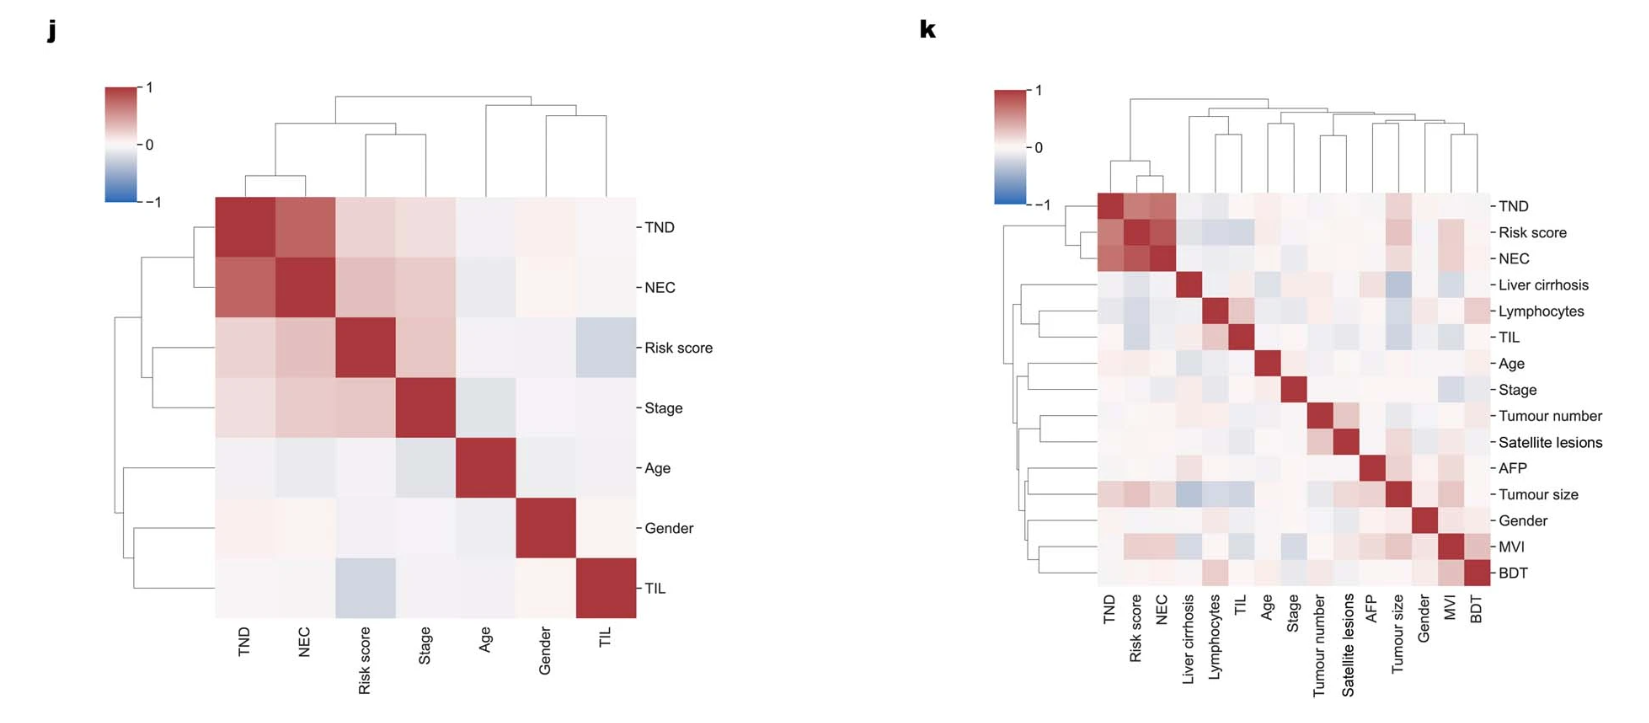 j
1
0
−1
TND
NEC
Risk score
Stage
Age
Gender
TIL
TND
NEC
Risk score
Stage
Age
Gender
TIL
k
1
0
−1
TND
Risk score
NEC
Liver cirrhosis
Lymphocytes
TIL
Age
Stage
Tumour number
Satellite lesions
AFP
Tumour size
Gender
MVI
BDT
TND
Risk score
NEC
Liver cirrhosis
Lymphocytes
TIL
Age
Stage
Tumour number
Satellite lesions
AFP
Tumour size
Gender
MVI
BDT